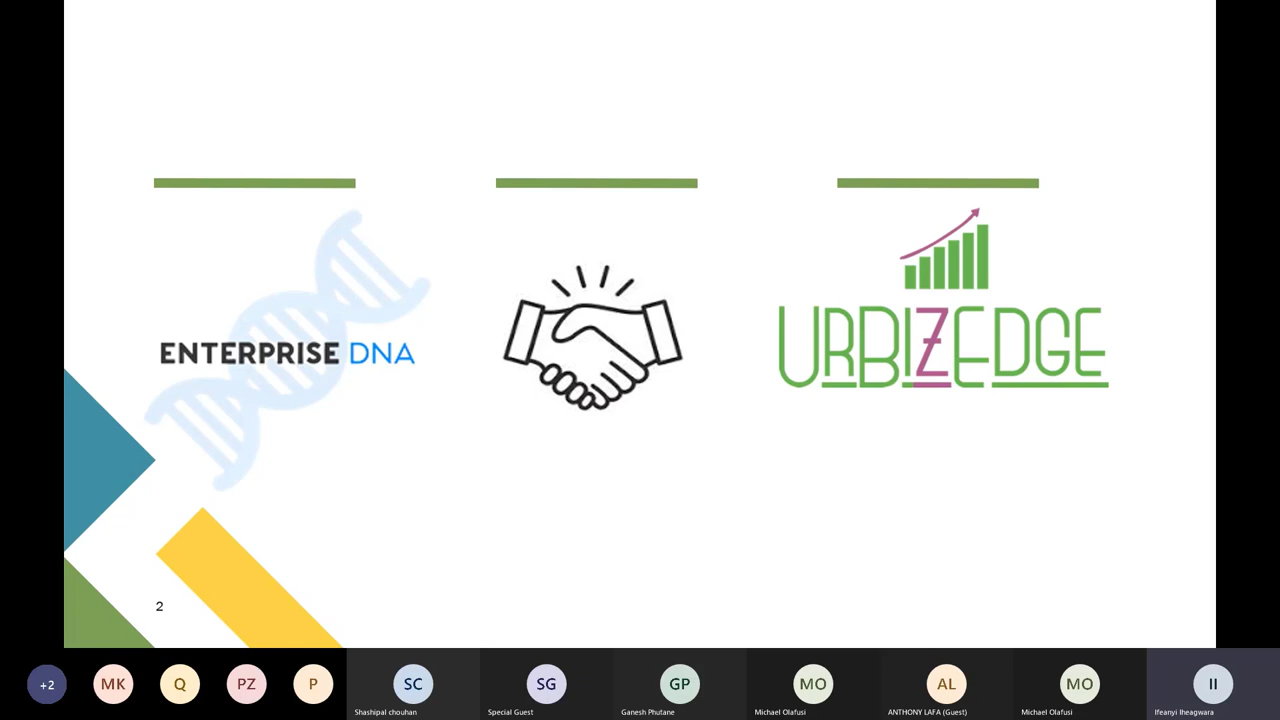 ENTERPRISE DNA
URBIZEDGE
2
+2
MK
Q
PZ
P
SC
SG
GP
MO
AL
MO
II
Shashipal chouhan
Special Guest
Ganesh Phutane
Michael Olafusi
ANTHONY LAFA (Guest)
Michael Olafusi
Ifeanyi Iheagwara